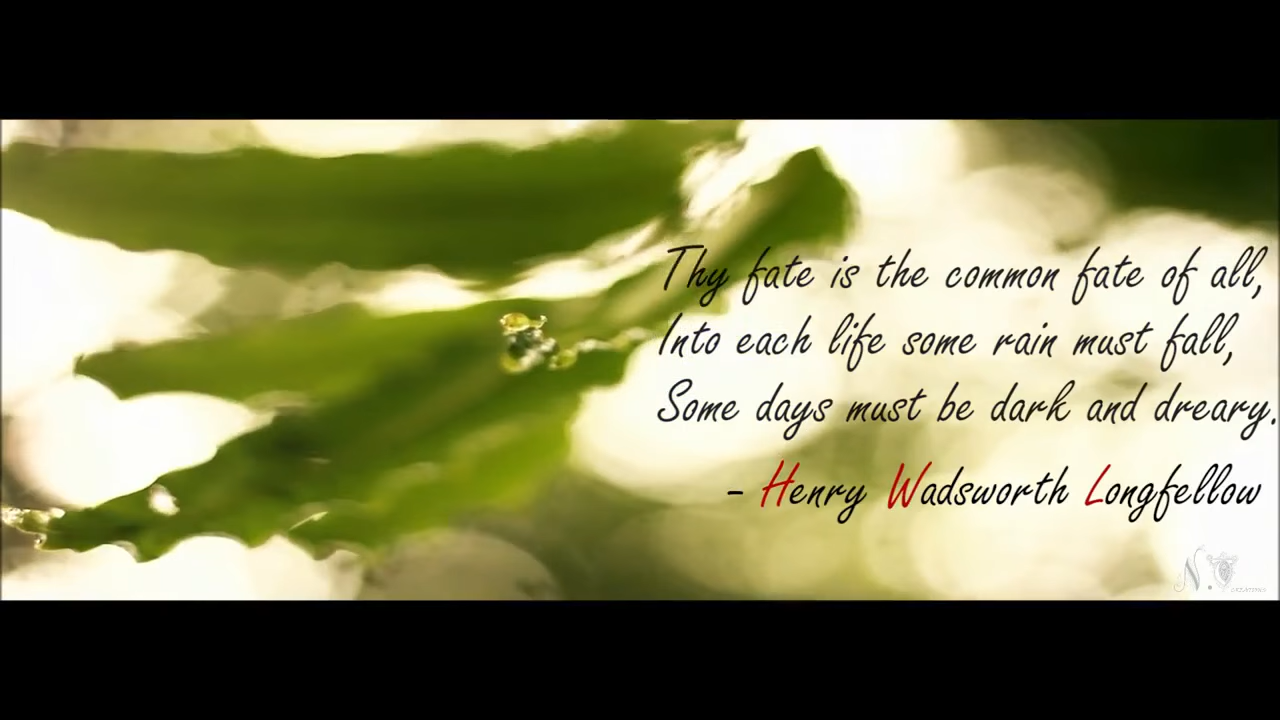 Thy fate is the common fate of all,
Into each life some rain must fall,
Some days must be dark and dreary.
- Henry Wadsworth Longfellow
N.